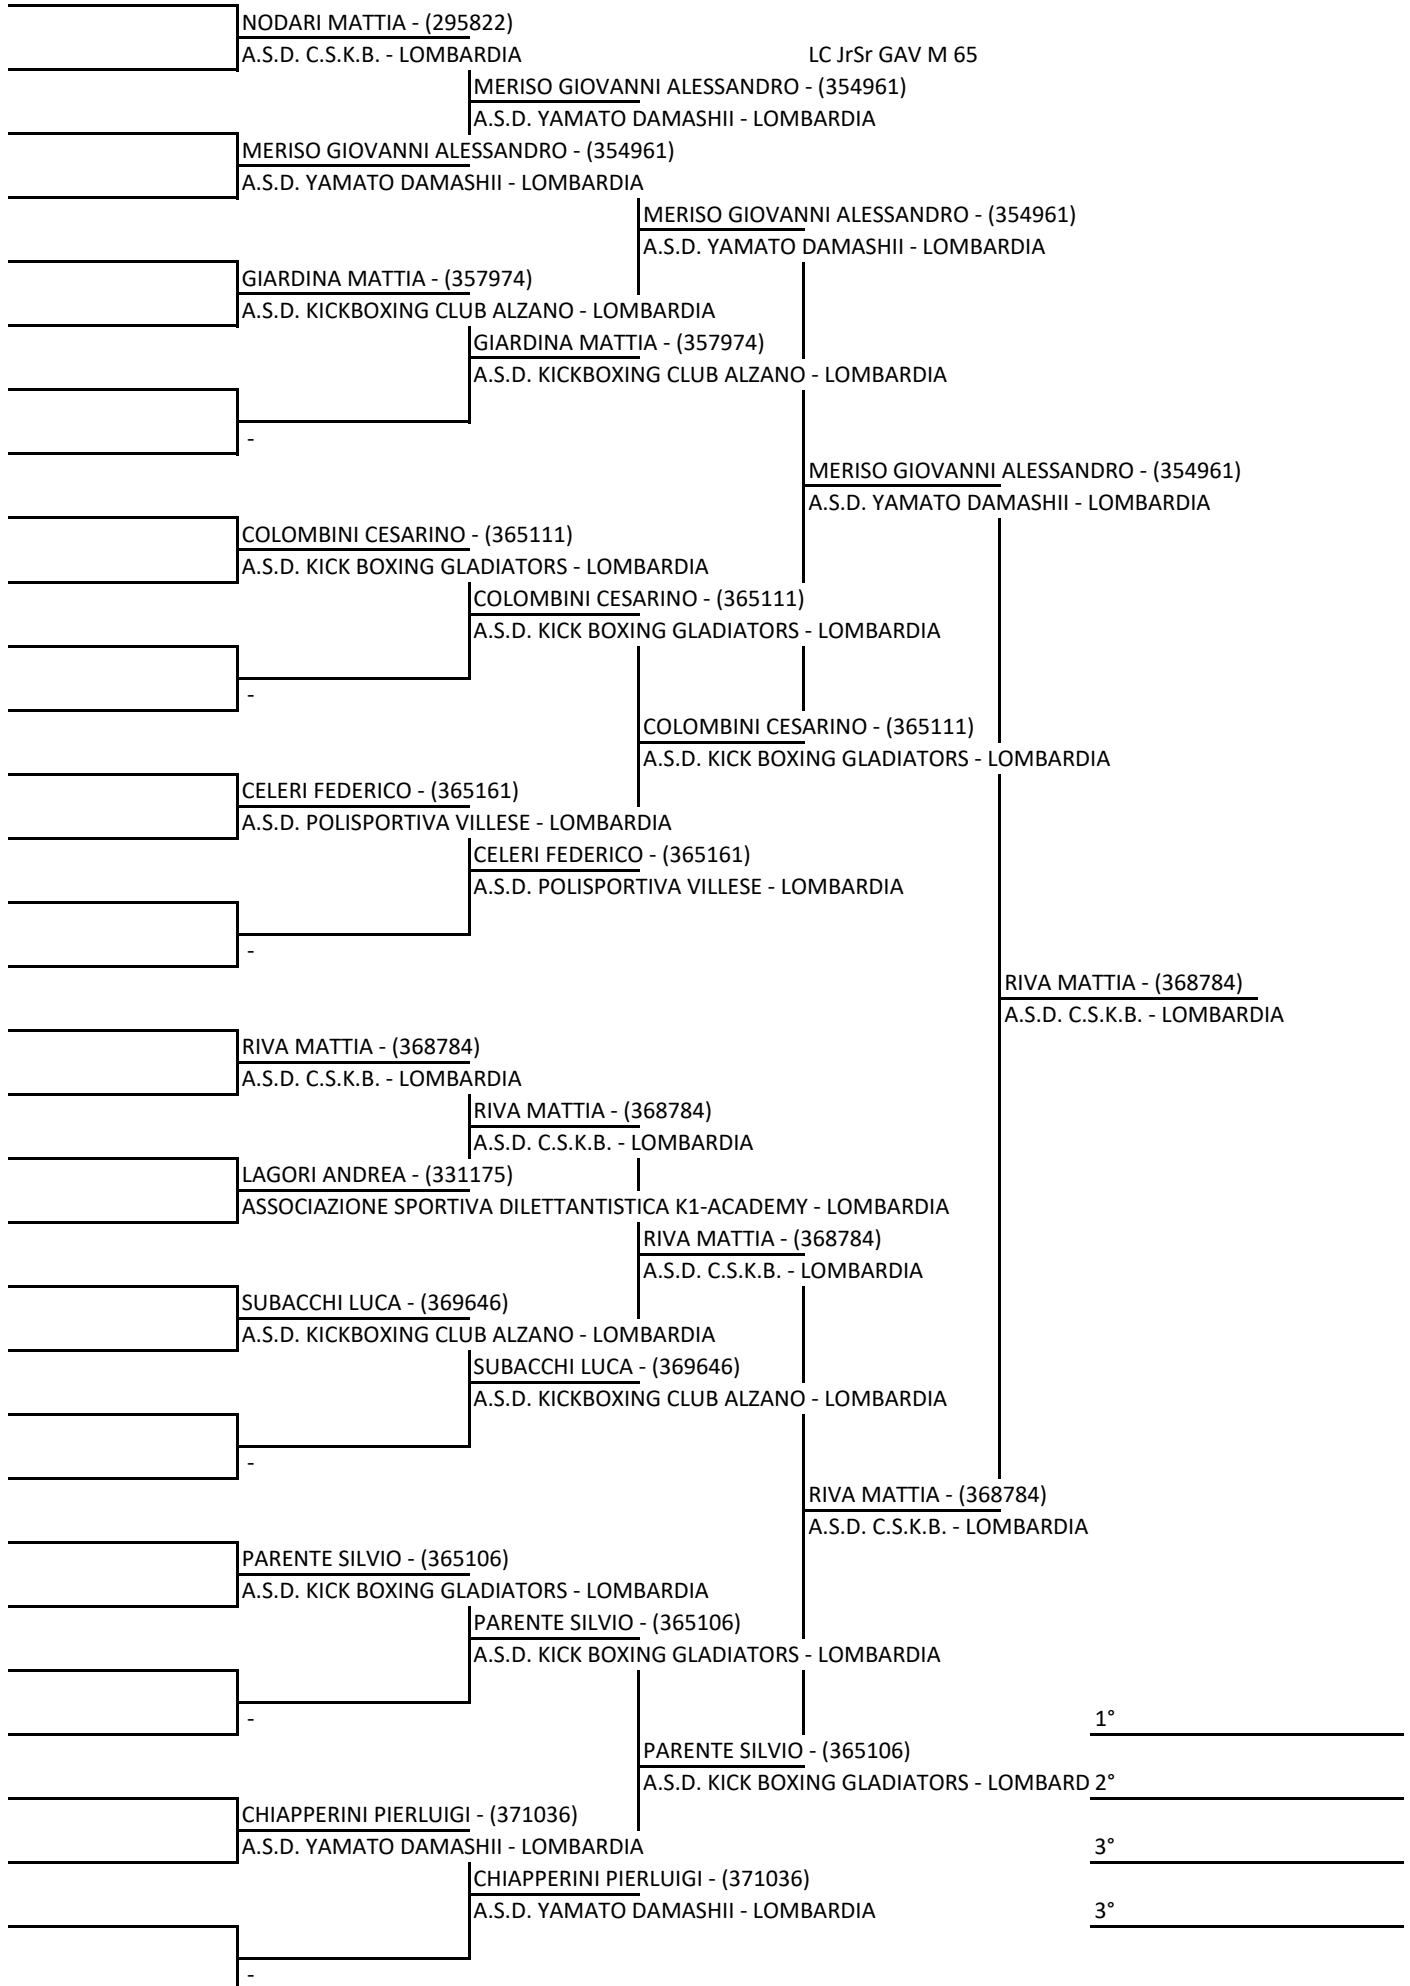 NODARI MATTIA - (295822)
A.S.D. C.S.K.B. - LOMBARDIA
LC JrSr GAV M 65
MERISO GIOVANNI ALESSANDRO - (354961)
A.S.D. YAMATO DAMASHII - LOMBARDIA
MERISO GIOVANNI ALESSANDRO - (354961)
A.S.D. YAMATO DAMASHII - LOMBARDIA
MERISO GIOVANNI ALESSANDRO - (354961)
A.S.D. YAMATO DAMASHII - LOMBARDIA
GIARDINA MATTIA - (357974)
A.S.D. KICKBOXING CLUB ALZANO - LOMBARDIA
GIARDINA MATTIA - (357974)
A.S.D. KICKBOXING CLUB ALZANO - LOMBARDIA
-
MERISO GIOVANNI ALESSANDRO - (354961)
A.S.D. YAMATO DAMASHII - LOMBARDIA
COLOMBINI CESARINO - (365111)
A.S.D. KICK BOXING GLADIATORS - LOMBARDIA
COLOMBINI CESARINO - (365111)
A.S.D. KICK BOXING GLADIATORS - LOMBARDIA
-
COLOMBINI CESARINO - (365111)
A.S.D. KICK BOXING GLADIATORS - LOMBARDIA
CELERI FEDERICO - (365161)
A.S.D. POLISPORTIVA VILLESE - LOMBARDIA
CELERI FEDERICO - (365161)
A.S.D. POLISPORTIVA VILLESE - LOMBARDIA
-
RIVA MATTIA - (368784)
A.S.D. C.S.K.B. - LOMBARDIA
RIVA MATTIA - (368784)
A.S.D. C.S.K.B. - LOMBARDIA
RIVA MATTIA - (368784)
A.S.D. C.S.K.B. - LOMBARDIA
LAGORI ANDREA - (331175)
ASSOCIAZIONE SPORTIVA DILETTANTISTICA K1-ACADEMY - LOMBARDIA
RIVA MATTIA - (368784)
A.S.D. C.S.K.B. - LOMBARDIA
SUBACCHI LUCA - (369646)
A.S.D. KICKBOXING CLUB ALZANO - LOMBARDIA
SUBACCHI LUCA - (369646)
A.S.D. KICKBOXING CLUB ALZANO - LOMBARDIA
-
RIVA MATTIA - (368784)
A.S.D. C.S.K.B. - LOMBARDIA
PARENTE SILVIO - (365106)
A.S.D. KICK BOXING GLADIATORS - LOMBARDIA
PARENTE SILVIO - (365106)
A.S.D. KICK BOXING GLADIATORS - LOMBARDIA
-
1°
PARENTE SILVIO - (365106)
A.S.D. KICK BOXING GLADIATORS - LOMBARD
2°
CHIAPPERINI PIERLUIGI - (371036)
A.S.D. YAMATO DAMASHII - LOMBARDIA
3°
CHIAPPERINI PIERLUIGI - (371036)
A.S.D. YAMATO DAMASHII - LOMBARDIA
3°
-